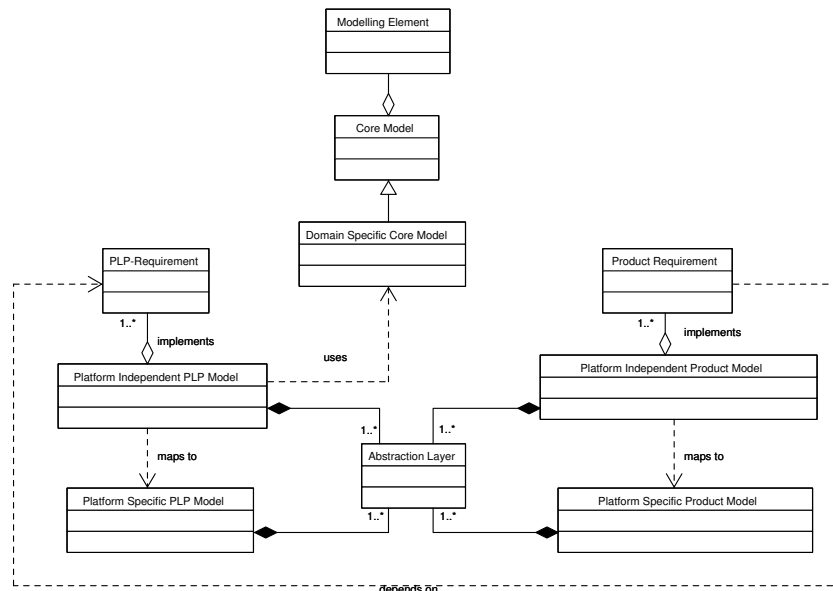 Modelling Element
Core Model
Domain Specific Core Model
PLP-Requirement
Product Requirement
1..*
implements
1..*
implements
uses
Platform Independent PLP Model
Platform Independent Product Model
1..*
1..*
maps to
Abstraction Layer
maps to
Platform Specific PLP Model
Platform Specific Product Model
1..*
1..*
depends on